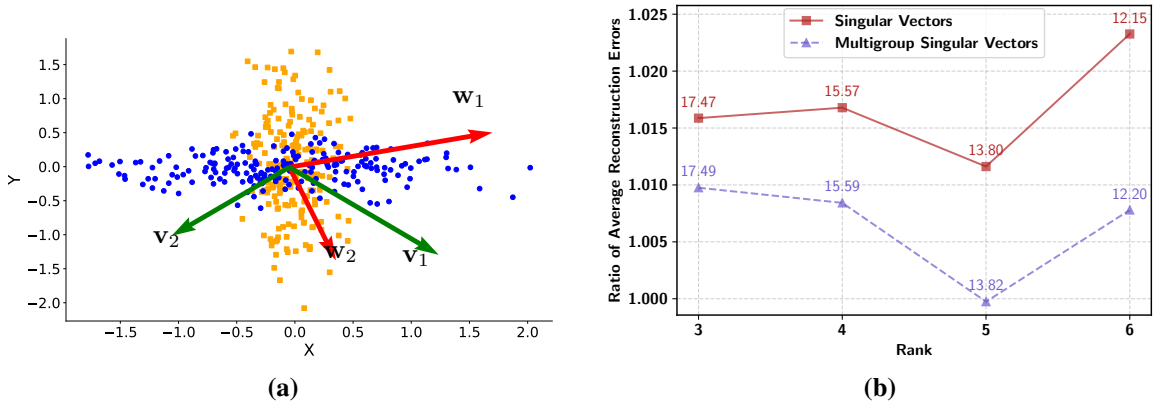 1.5
1.0
0.5
0.0
−0.5
−1.0
−1.5
−2.0
Y
−1.5 −1.0 −0.5 0.0 0.5 1.0 1.5 2.0
X
w₁
w₂
v₂
v₁
(a)
Ratio of Average Reconstruction Errors
1.025
1.020
1.015
1.010
1.005
1.000
Singular Vectors
Multigroup Singular Vectors
17.47
15.57
13.80
12.15
17.49
15.59
13.82
12.20
3 4 5 6
Rank
(b)